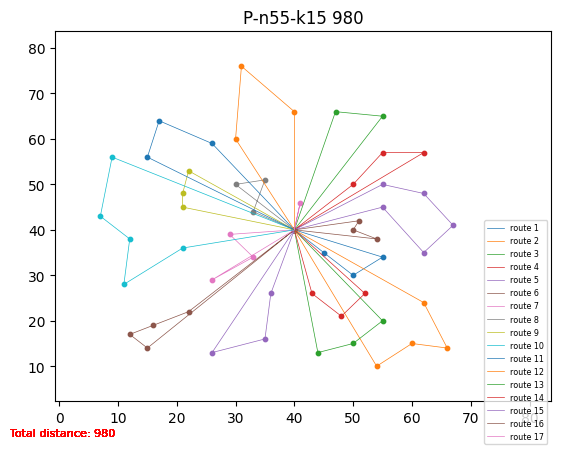 P-n55-k15 980
80
70
60
50
40
30
20
10
0
10
20
30
40
50
60
70
80
route 1
route 2
route 3
route 4
route 5
route 6
route 7
route 8
route 9
route 10
route 11
route 12
route 13
route 14
route 15
route 16
route 17
Total distance: 980